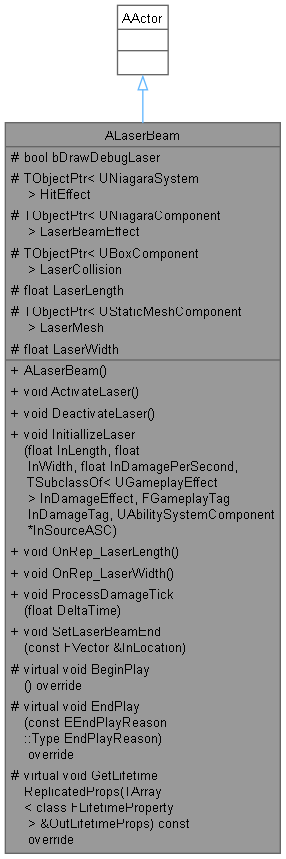 AActor
ALaserBeam
# bool bDrawDebugLaser
# TObjectPtr< UNiagaraSystem
> HitEffect
# TObjectPtr< UNiagaraComponent
> LaserBeamEffect
# TObjectPtr< UBoxComponent
> LaserCollision
# float LaserLength
# TObjectPtr< UStaticMeshComponent
> LaserMesh
# float LaserWidth
+ ALaserBeam()
+ void ActivateLaser()
+ void DeactivateLaser()
+ void InitiallizeLaser
(float InLength, float
InWidth, float InDamagePerSecond,
TSubclassOf< UGameplayEffect
> InDamageEffect, FGameplayTag
InDamageTag, UAbilitySystemComponent
*InSourceASC)
+ void OnRep_LaserLength()
+ void OnRep_LaserWidth()
+ void ProcessDamageTick
(float DeltaTime)
+ void SetLaserBeamEnd
(const FVector &InLocation)
# virtual void BeginPlay
() override
# virtual void EndPlay
(const EEndPlayReason
::Type EndPlayReason)
override
# virtual void GetLifetime
ReplicatedProps(TArray
< class FLifetimeProperty
> &OutLifetimeProps) const
override